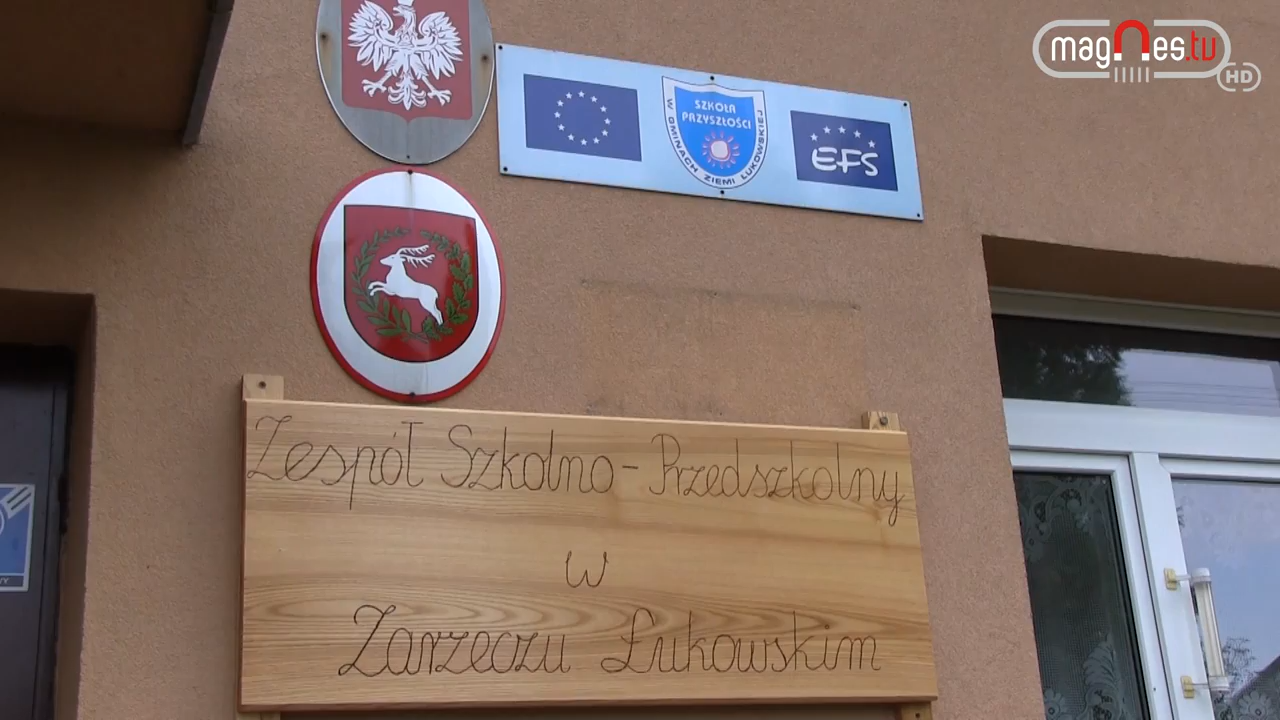 magnes.tv
HD
SZKOŁA
PRZYSZŁOŚCI
W GMINACH ZIEMI ŁUKOWSKIEJ
EFS
Zespół Szkolno-Przedszkolny
w
Zarzeczu Łukowskim